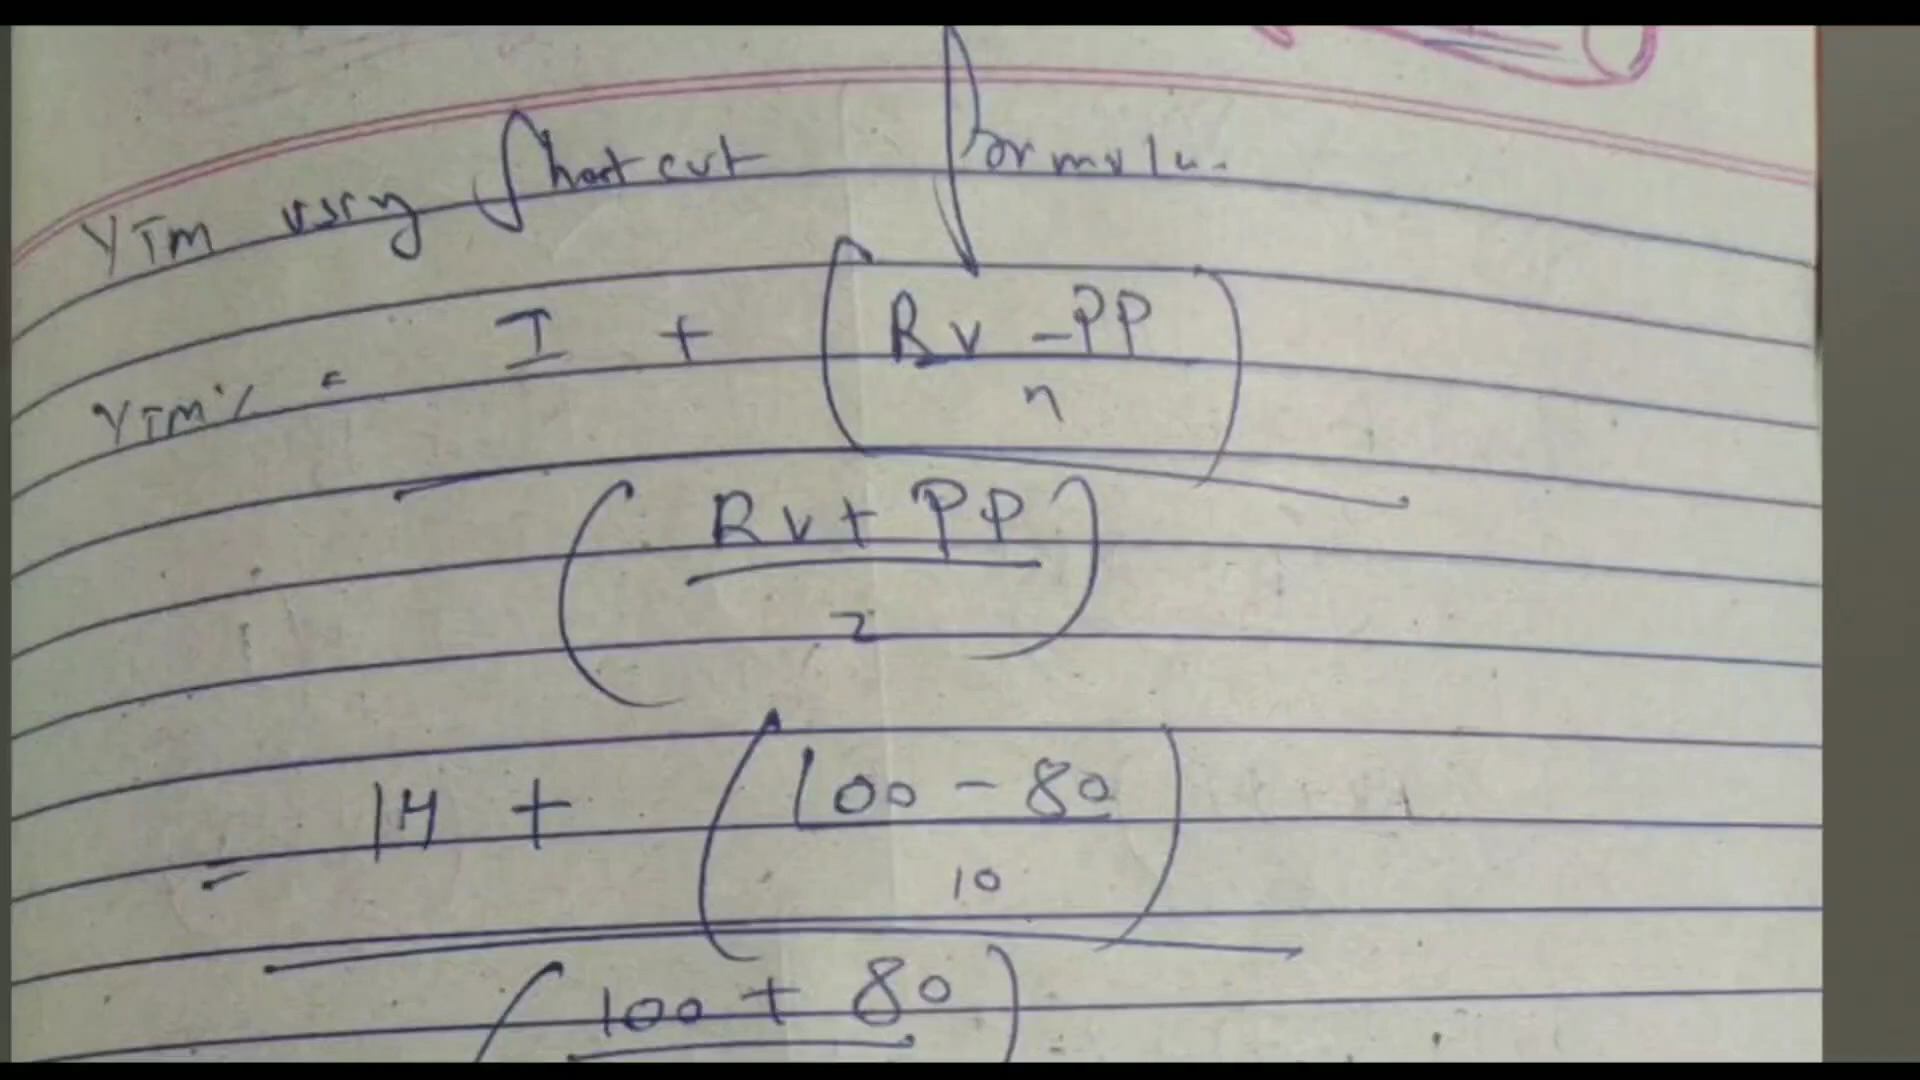 YTM using Shortcut Formula.
YTM% = I + (Rv - PP
n)
(Rv + PP
2)
= 14 + (100 - 80
10)
(100 + 80)